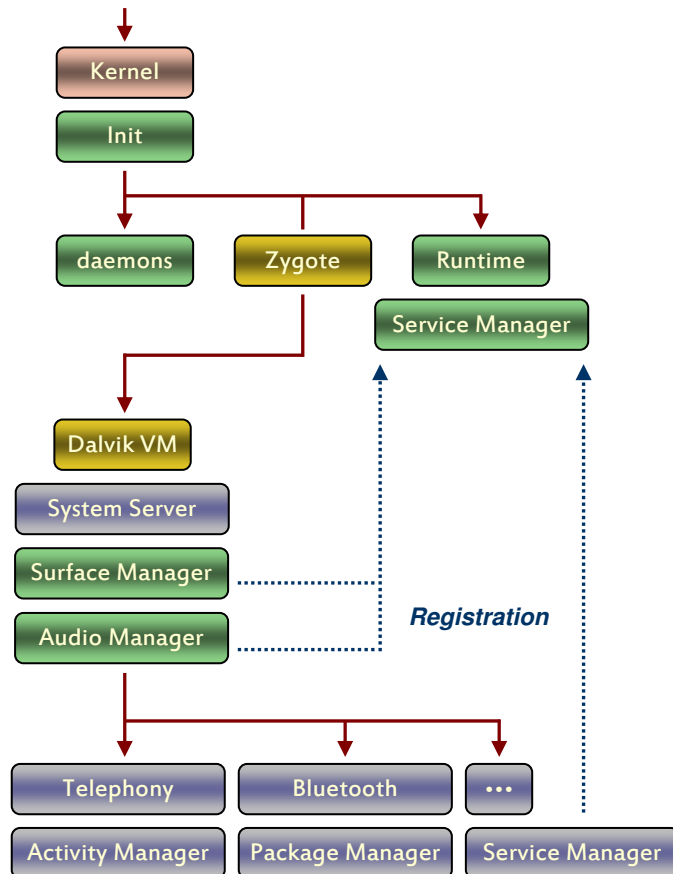 Kernel
Init
daemons
Zygote
Runtime
Service Manager
Dalvik VM
System Server
Surface Manager
Registration
Audio Manager
Telephony
Bluetooth
•••
Activity Manager
Package Manager
Service Manager